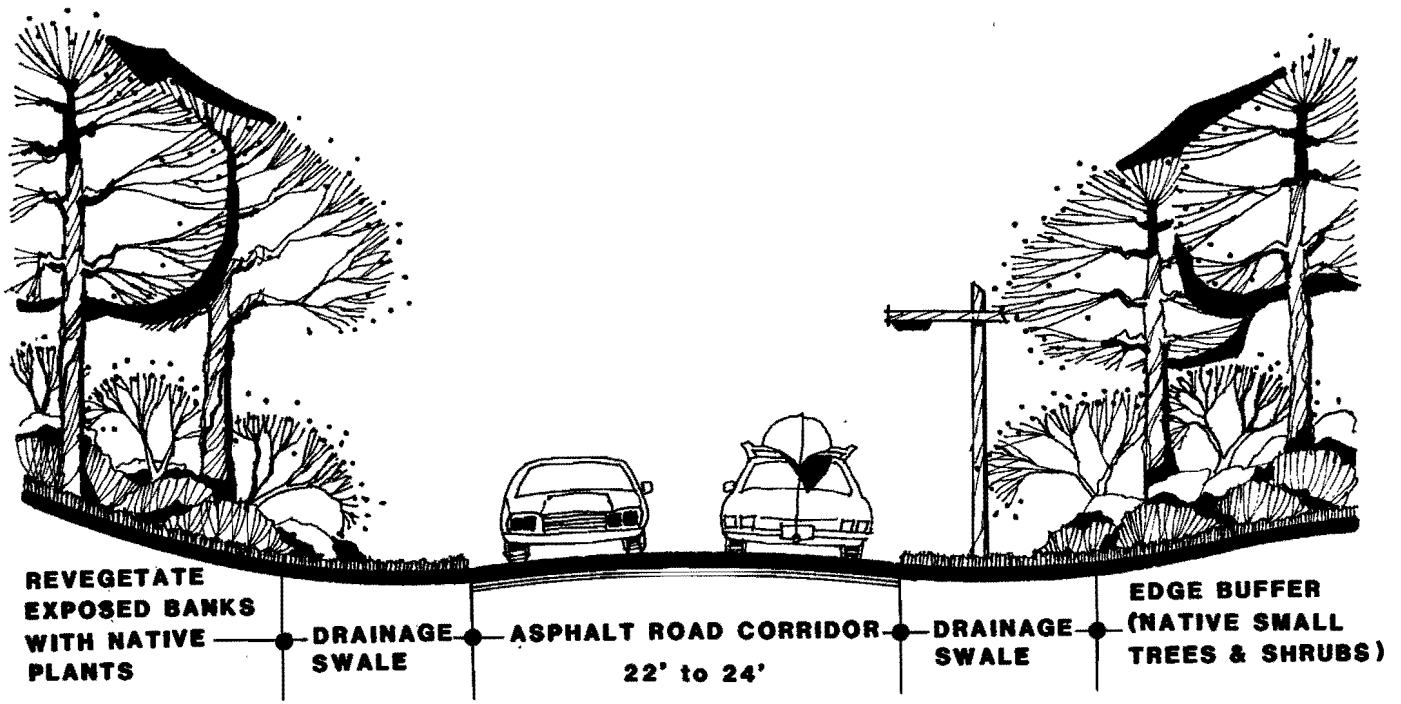 REVEGETATE
EXPOSED BANKS
WITH NATIVE
PLANTS
DRAINAGE
SWALE
ASPHALT ROAD CORRIDOR
22' to 24'
DRAINAGE
SWALE
EDGE BUFFER
(NATIVE SMALL
TREES & SHRUBS)